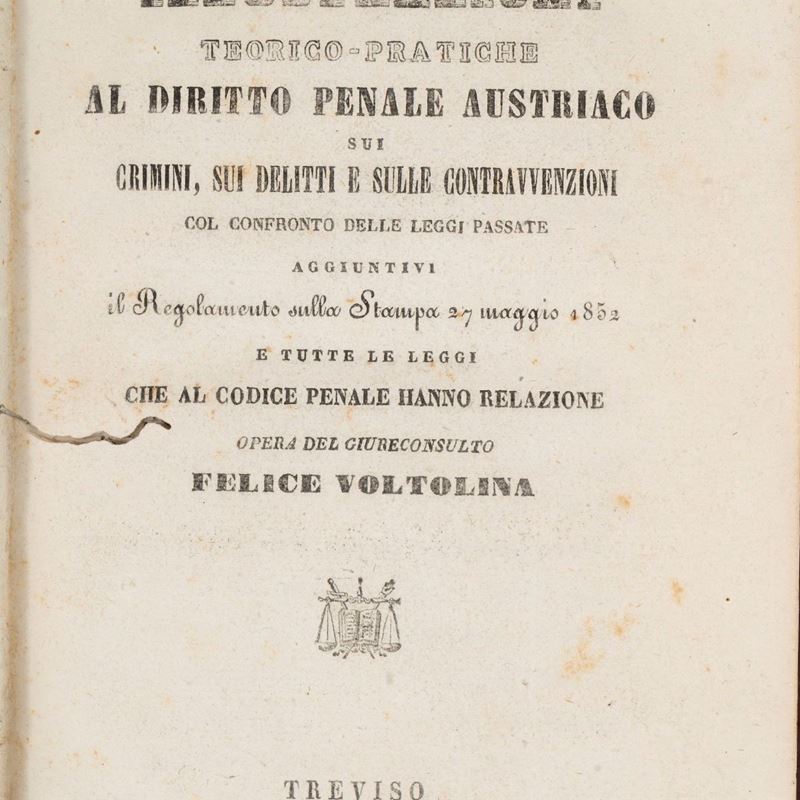 TEORICO-PRATICHE
AL DIRITTO PENALE AUSTRIACO
SUI
CRIMINI, SUI DELITTI E SULLE CONTRAVVENZIONI
COL CONFRONTO DELLE LEGGI PASSATE
AGGIUNTIVI
il Regolamento sulla Stampa 27 maggio 1852
E TUTTE LE LEGGI
CHE AL CODICE PENALE HANNO RELAZIONE
OPERA DEL GIURECONSULTO
FELICE VOLTOLINA
TREVISO